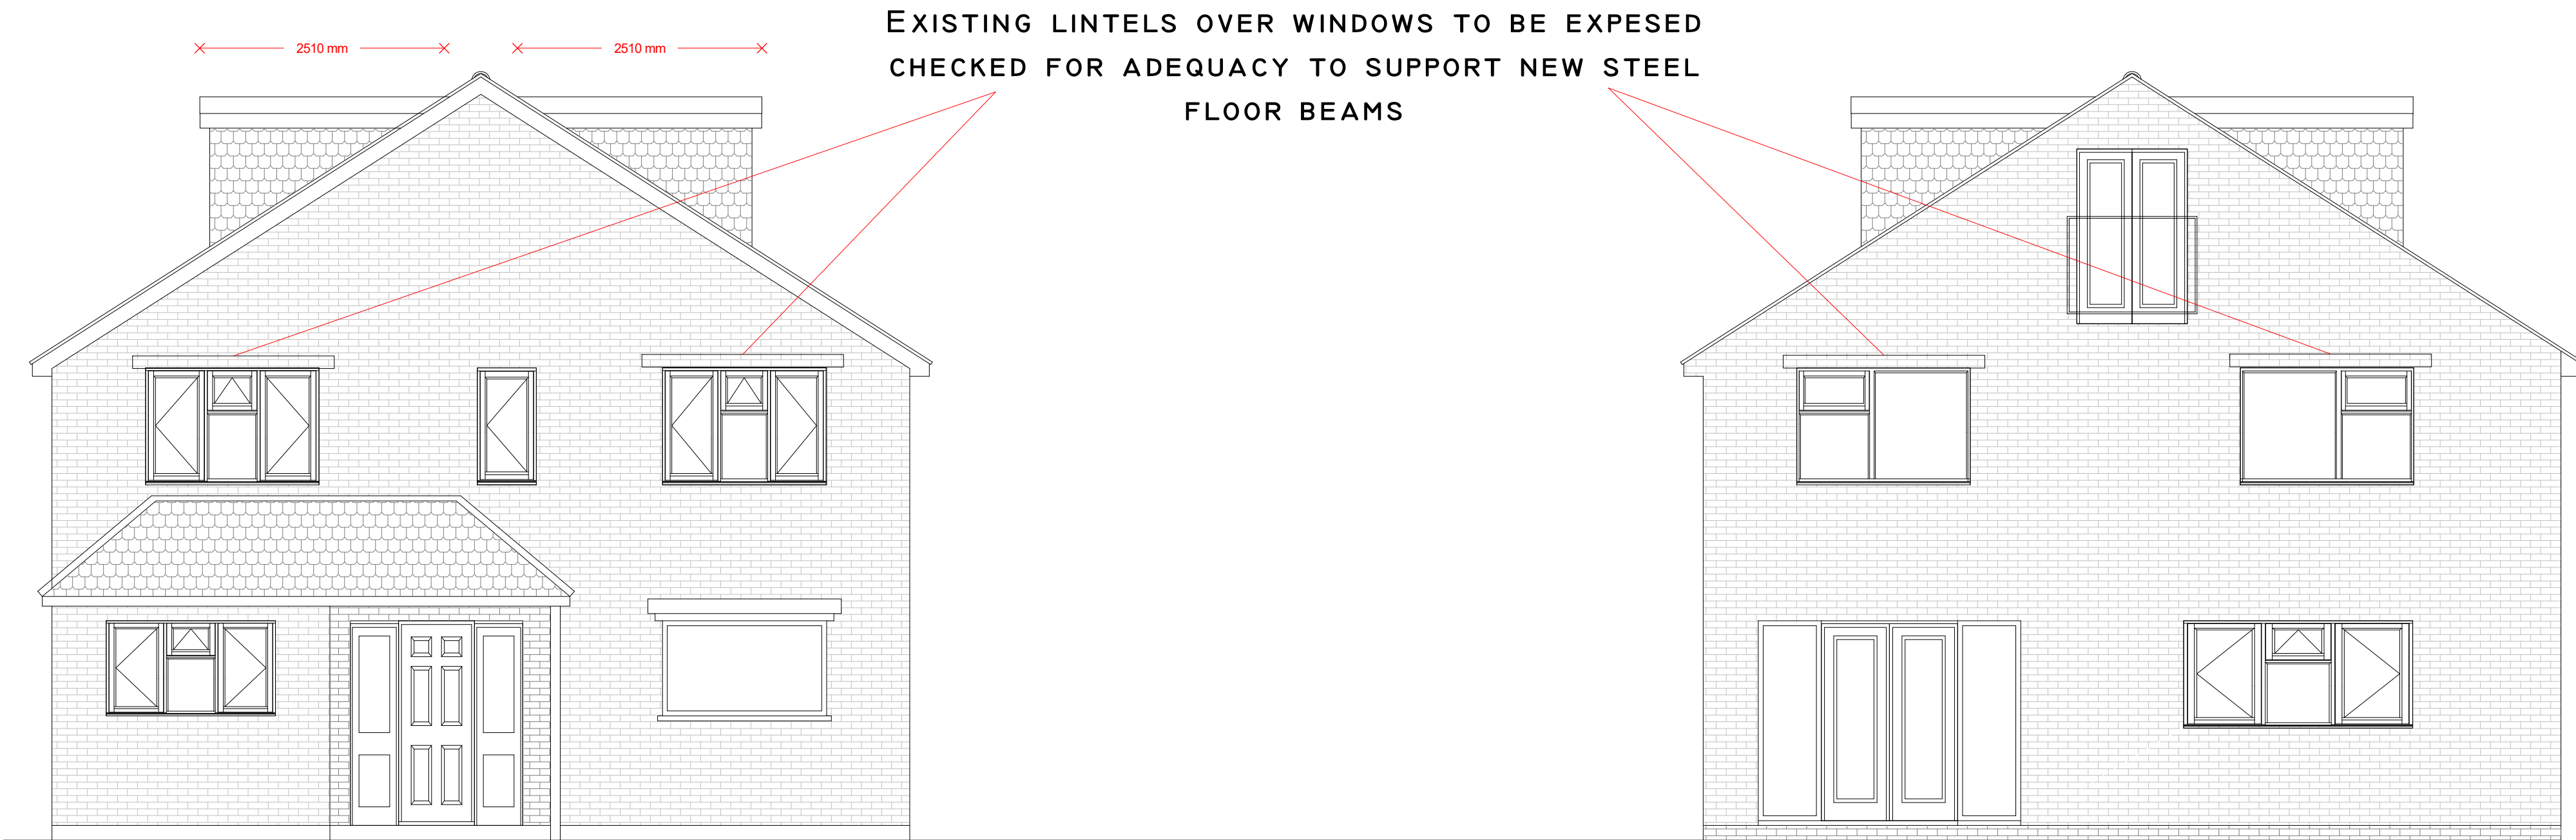 2510 mm 2510 mm
EXISTING LINTELS OVER WINDOWS TO BE EXPESED
CHECKED FOR ADEQUACY TO SUPPORT NEW STEEL
FLOOR BEAMS